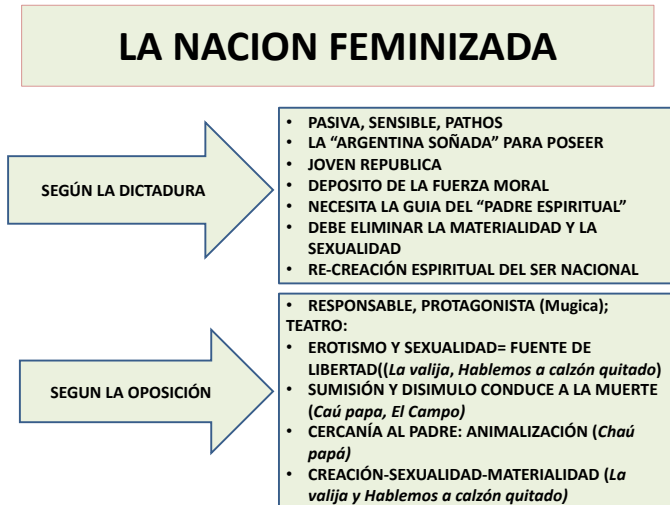 LA NACION FEMINIZADA
SEGÚN LA DICTADURA
• PASIVA, SENSIBLE, PATHOS
• LA “ARGENTINA SOÑADA” PARA POSEER
• JOVEN REPUBLICA
• DEPOSITO DE LA FUERZA MORAL
• NECESITA LA GUIA DEL “PADRE ESPIRITUAL”
• DEBE ELIMINAR LA MATERIALIDAD Y LA
SEXUALIDAD
• RE-CREACIÓN ESPIRITUAL DEL SER NACIONAL
SEGUN LA OPOSICIÓN
• RESPONSABLE, PROTAGONISTA (Mugica);
TEATRO:
• EROTISMO Y SEXUALIDAD= FUENTE DE
LIBERTAD((La valija, Hablemos a calzón quitado)
• SUMISIÓN Y DISIMULO CONDUCE A LA MUERTE
(Caú papa, El Campo)
• CERCANÍA AL PADRE: ANIMALIZACIÓN (Chaú
papá)
• CREACIÓN-SEXUALIDAD-MATERIALIDAD (La
valija y Hablemos a calzón quitado)